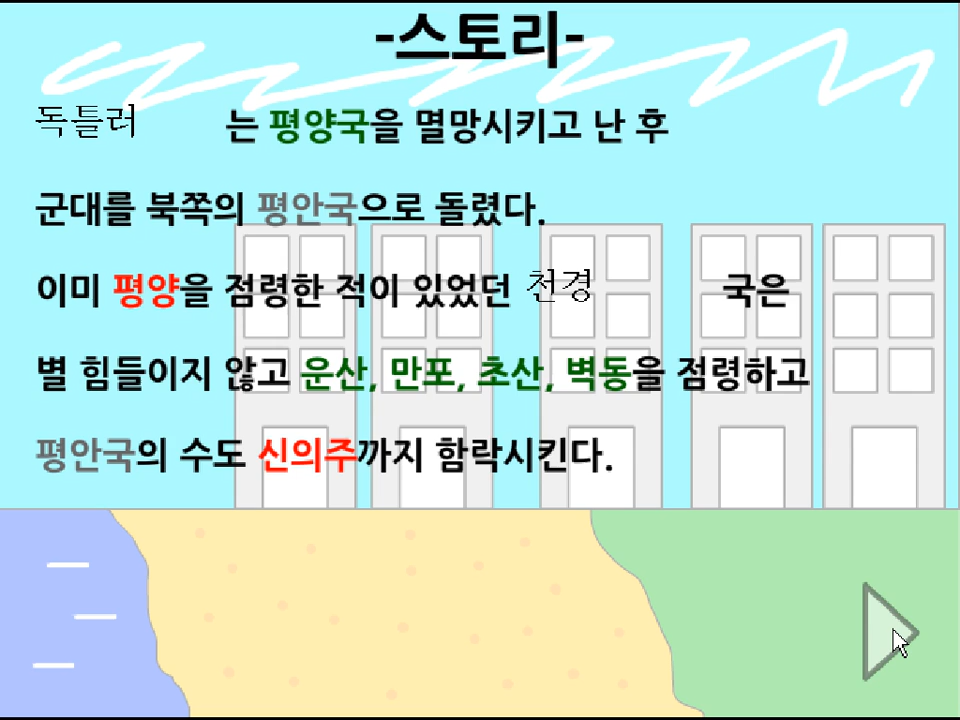 -스토리-
독틀러 는 평양국을 멸망시키고 난 후
군대를 북쪽의 평안국으로 돌렸다.
이미 평양을 점령한 적이 있었던 천경 국은
별 힘들이지 않고 운산, 만포, 초산, 벽동을 점령하고
평안국의 수도 신의주까지 함락시킨다.